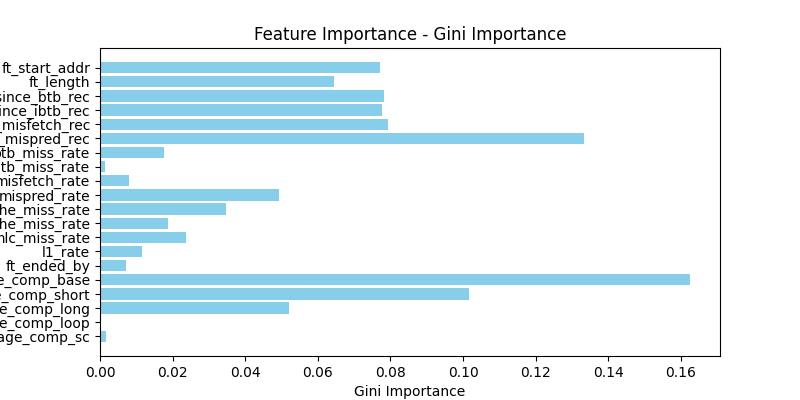 Feature Importance - Gini Importance
ft_start_addr
ft_length
since_btb_rec
ince_ibtb_rec
misfetch_rec
mispred_rec
tb_miss_rate
tb_miss_rate
misfetch_rate
mispred_rate
he_miss_rate
he_miss_rate
mlc_miss_rate
l1_rate
ft_ended_by
e_comp_base
e_comp_short
e_comp_long
e_comp_loop
age_comp_sc
0.00 0.02 0.04 0.06 0.08 0.10 0.12 0.14 0.16
Gini Importance